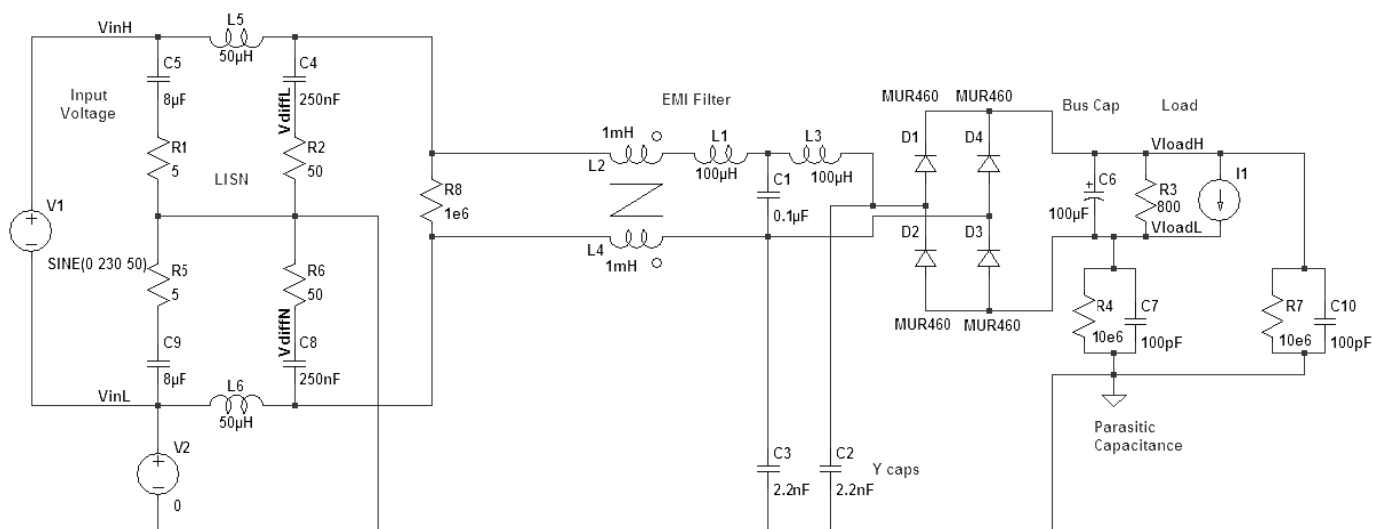 VinH
L5
50µH
C5
8µF
C4
250nF
Input
Voltage
VdiffL
R1
5
R2
50
LISN
EMI Filter
MUR460
MUR460
Bus Cap
Load
1mH
L2
L1
100µH
L3
100µH
D1
D4
VloadH
R8
1e6
C1
0.1µF
C6
100µF
R3
800
I1
V1
SINE(0 230 50)
D2
D3
VloadL
R5
5
R6
50
L4
1mH
VdiffN
C9
8µF
C8
250nF
MUR460
MUR460
R4
10e6
C7
100pF
R7
10e6
C10
100pF
VinL
L6
50µH
Parasitic
Capacitance
V2
0
C3
2.2nF
C2
2.2nF
Y caps